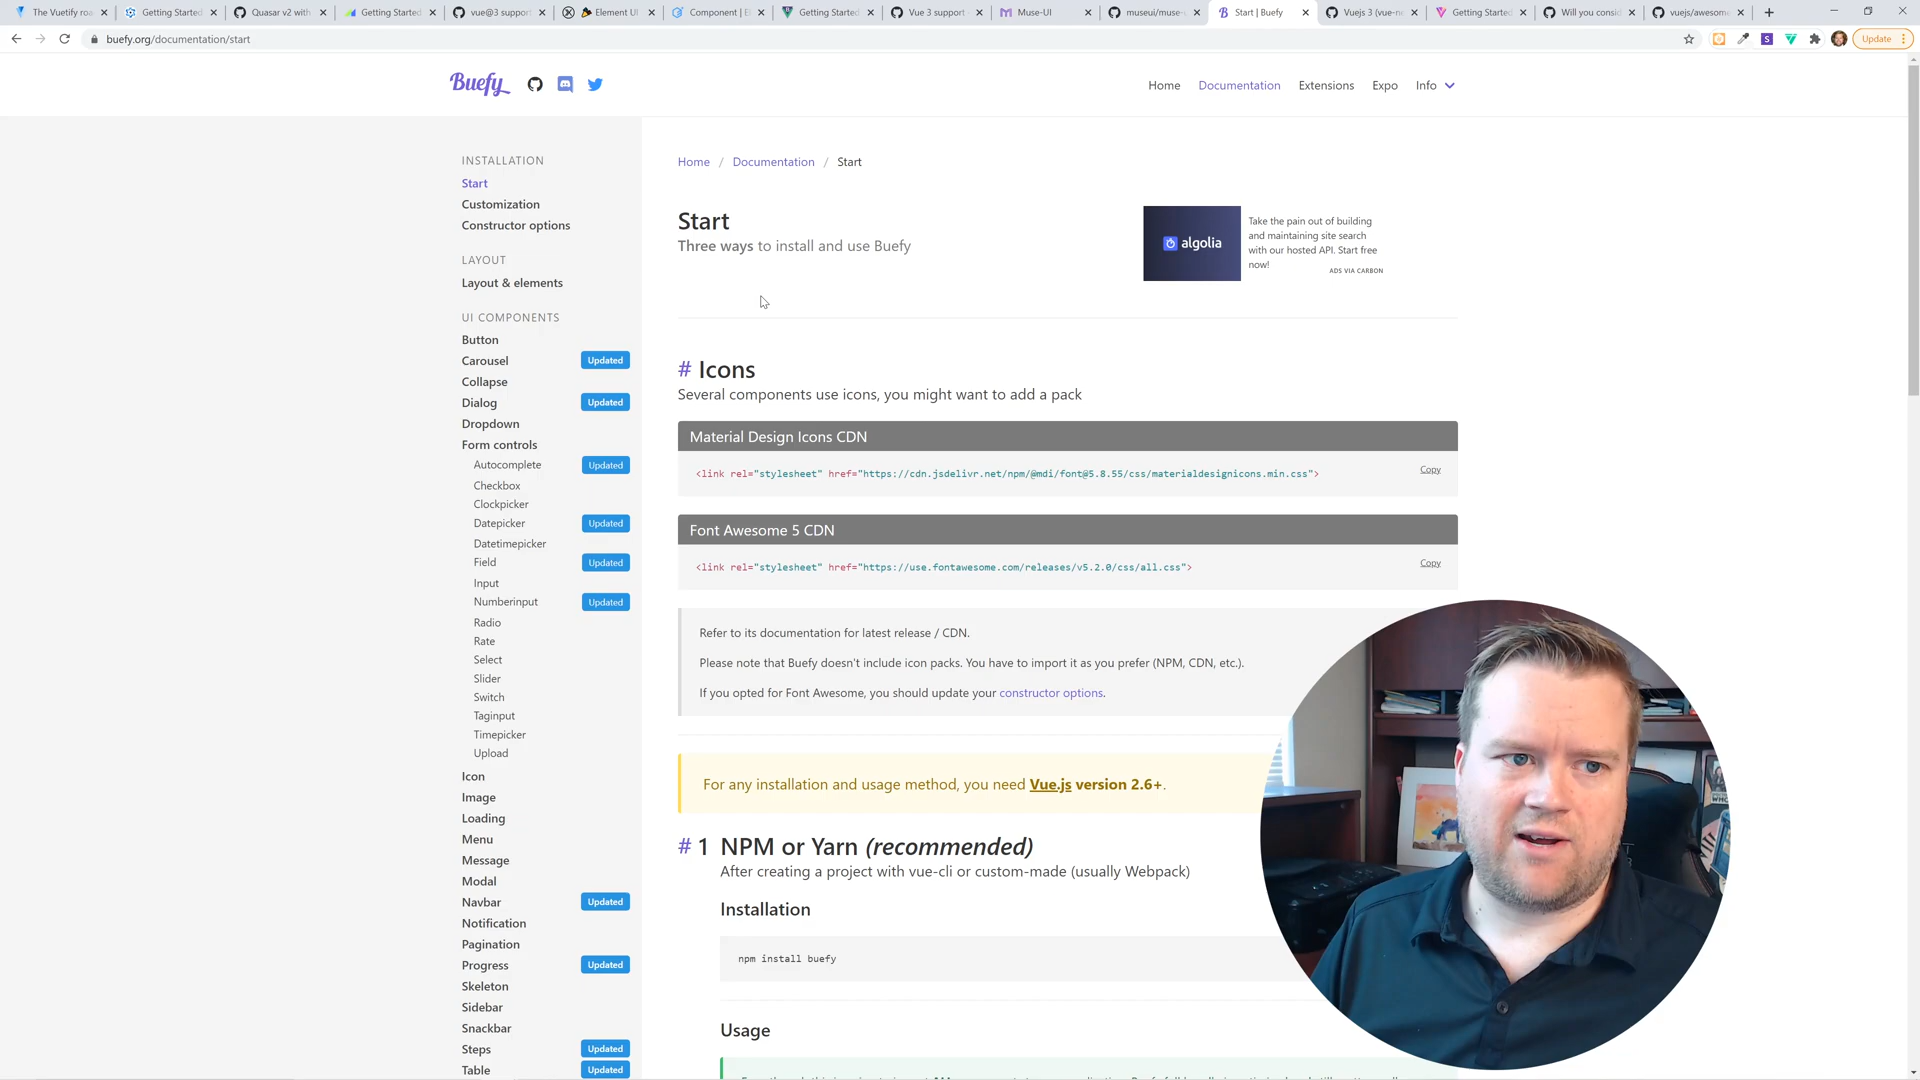 The Vuetify roa
Getting Started
Quasar v2 with
Getting Started
vue@3 support
Element UI
Component | El
Getting Started
Vue 3 support
Muse-UI
museui/muse-u
Start | Buefy
Vuejs 3 (vue-ne
Getting Started
Will you consid
vuejs/awesome
Update
buefy.org/documentation/start
Buefy
Home
Documentation
Extensions
Expo
Info
INSTALLATION
Start
Customization
Constructor options
LAYOUT
Layout & elements
UI COMPONENTS
Button
Carousel Updated
Collapse
Dialog Updated
Dropdown
Form controls
Autocomplete Updated
Checkbox
Clockpicker
Datepicker Updated
Datetimepicker
Field Updated
Input
Numberinput Updated
Radio
Rate
Select
Slider
Switch
Taginput
Timepicker
Upload
Icon
Image
Loading
Menu
Message
Modal
Navbar Updated
Notification
Pagination
Progress Updated
Skeleton
Sidebar
Snackbar
Steps Updated
Table Updated
Home / Documentation / Start
Start
Three ways to install and use Buefy
algolia
Take the pain out of building
and maintaining site search
with our hosted API. Start free
now!
ADS VIA CARBON
# Icons
Several components use icons, you might want to add a pack
Material Design Icons CDN
<link rel="stylesheet" href="https://cdn.jsdelivr.net/npm/@mdi/font@5.8.55/css/materialdesignicons.min.css">
Copy
Font Awesome 5 CDN
<link rel="stylesheet" href="https://use.fontawesome.com/releases/v5.2.0/css/all.css">
Copy
Refer to its documentation for latest release / CDN.
Please note that Buefy doesn't include icon packs. You have to import it as you prefer (NPM, CDN, etc.).
If you opted for Font Awesome, you should update your constructor options.
For any installation and usage method, you need Vue.js version 2.6+.
# 1 NPM or Yarn (recommended)
After creating a project with vue-cli or custom-made (usually Webpack)
Installation
npm install buefy
Usage